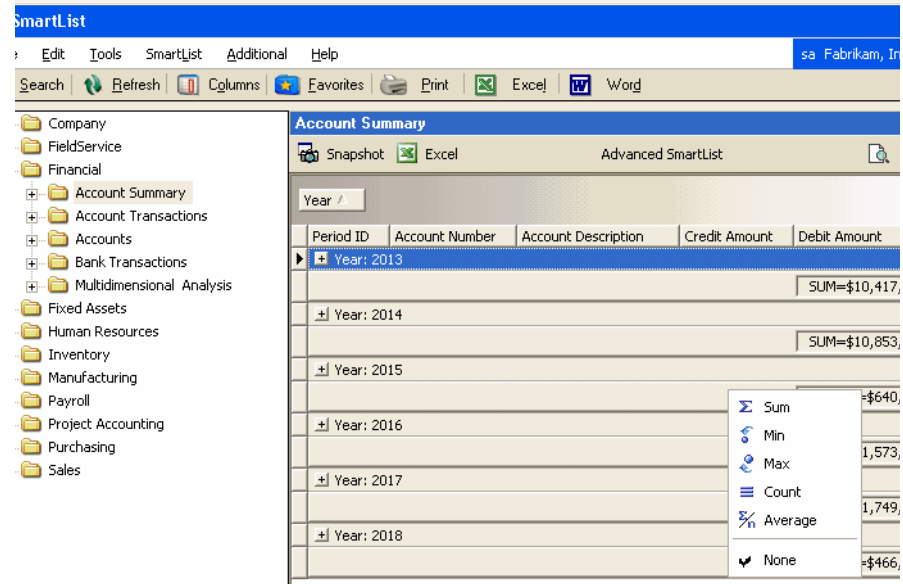 SmartList
e Edit Tools SmartList Additional Help sa Fabrikam, In
Search Refresh Columns Favorites Print Excel Word
Company
FieldService
Financial
Account Summary
Account Transactions
Accounts
Bank Transactions
Multidimensional Analysis
Fixed Assets
Human Resources
Inventory
Manufacturing
Payroll
Project Accounting
Purchasing
Sales
Account Summary
Snapshot Excel Advanced SmartList
Year
Period ID Account Number Account Description Credit Amount Debit Amount
Year: 2013
SUM=$10,417,
Year: 2014
SUM=$10,853,
Year: 2015
=$640,
Year: 2016
1,573,
Year: 2017
1,749,
Year: 2018
=$466,
Sum
Min
Max
Count
Average
None